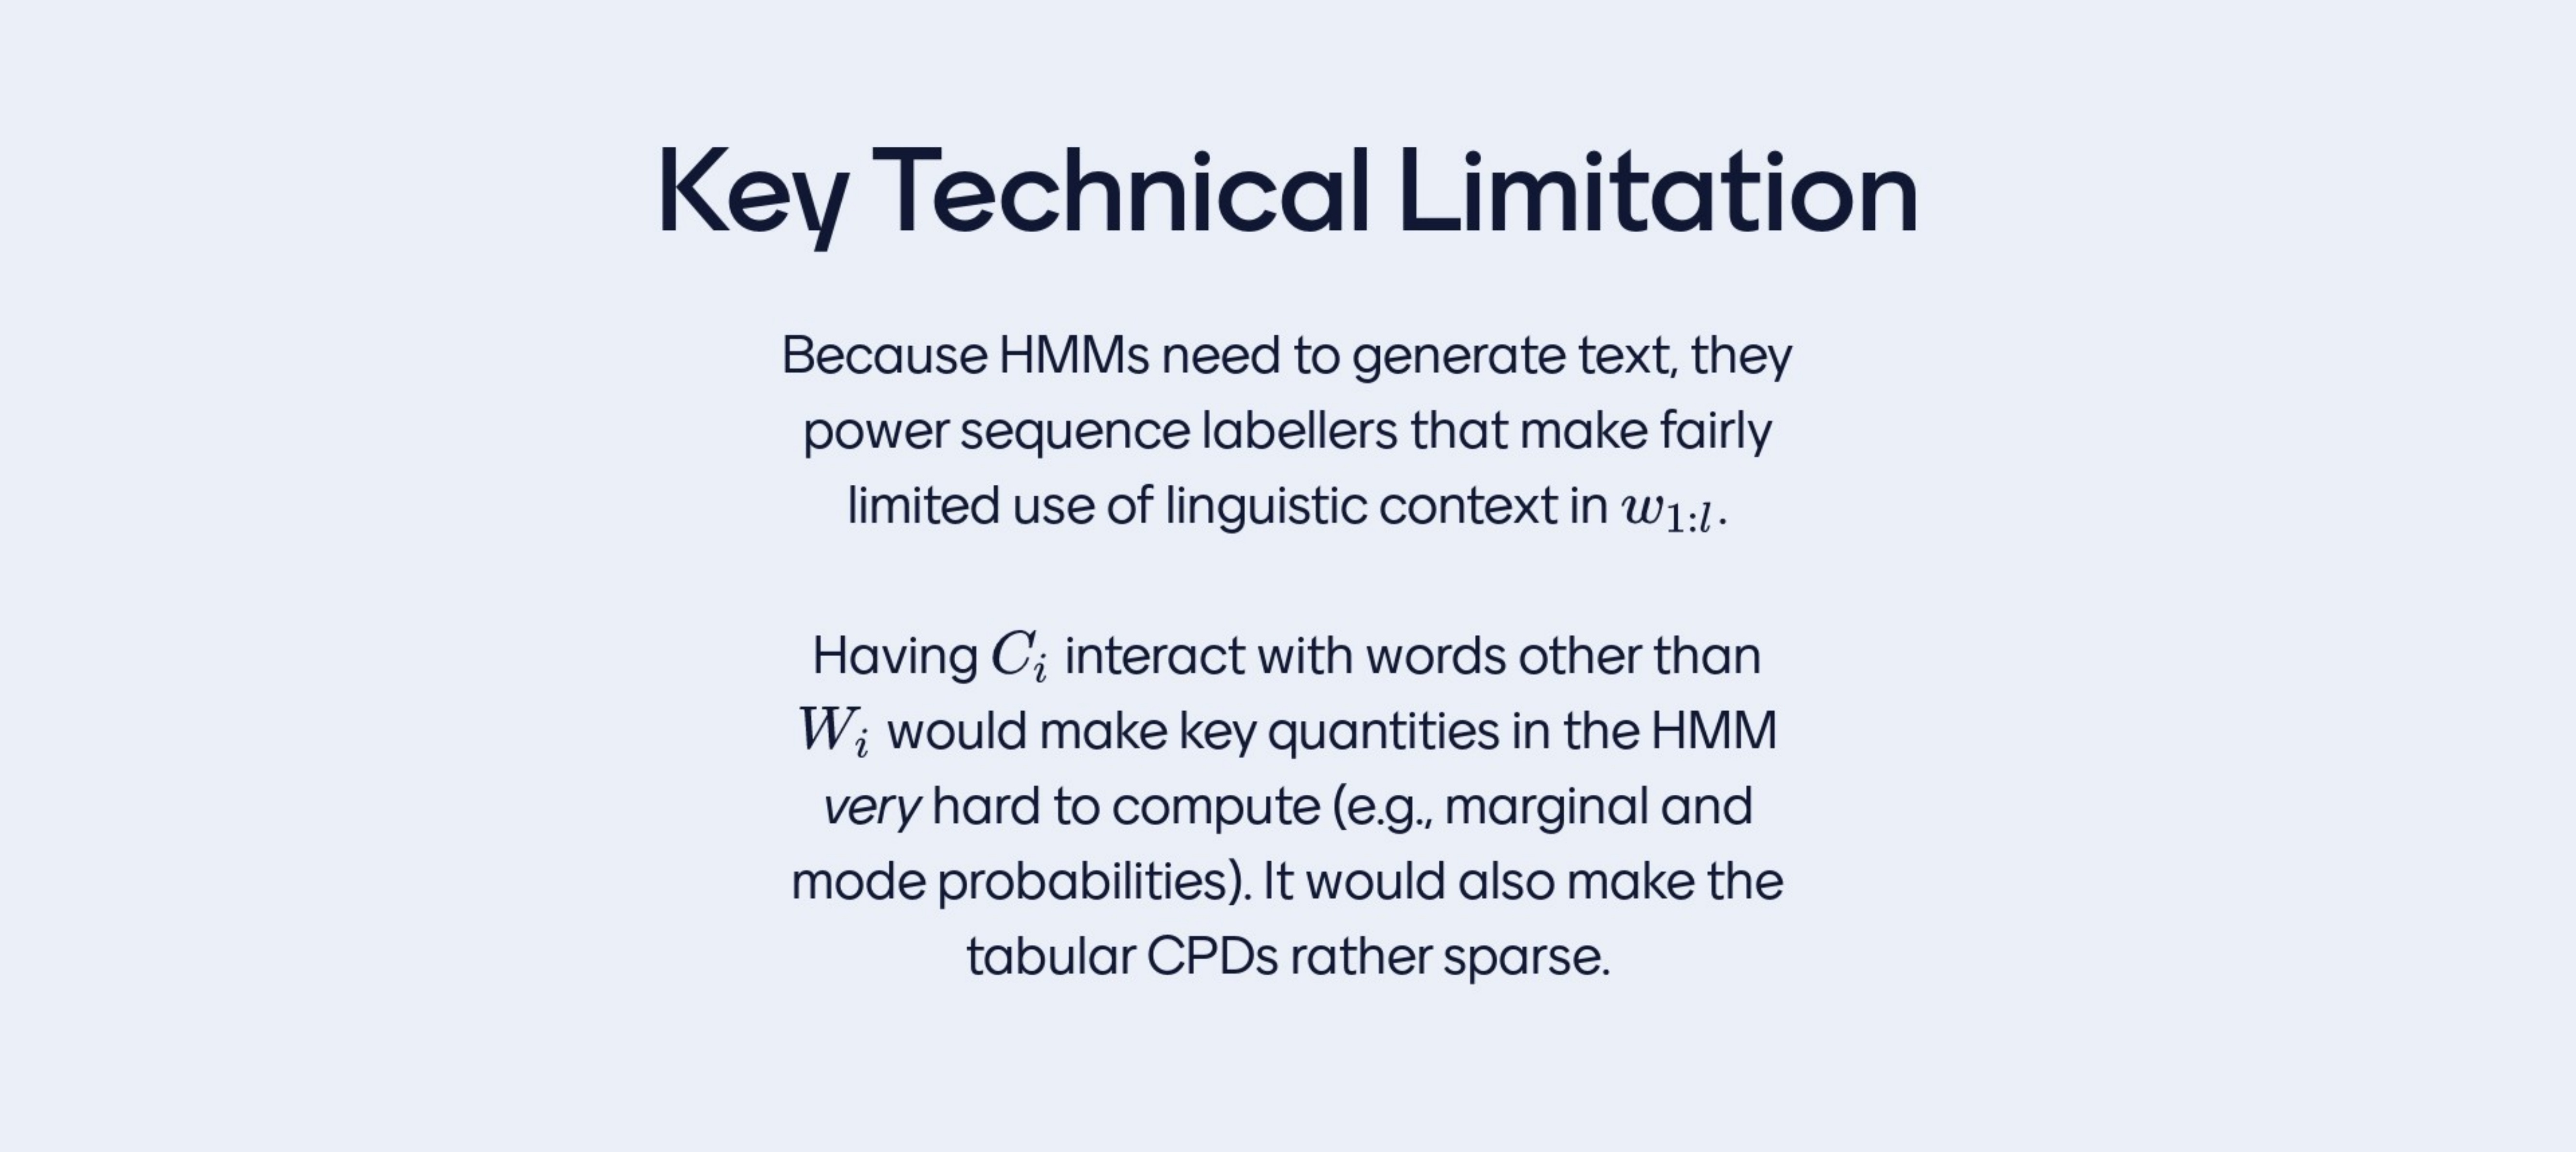 Key Technical Limitation
Because HMMs need to generate text, they
power sequence labellers that make fairly
limited use of linguistic context in $w_{1:l}$.
Having $C_i$ interact with words other than
$W_i$ would make key quantities in the HMM
very hard to compute (e.g., marginal and
mode probabilities). It would also make the
tabular CPDs rather sparse.